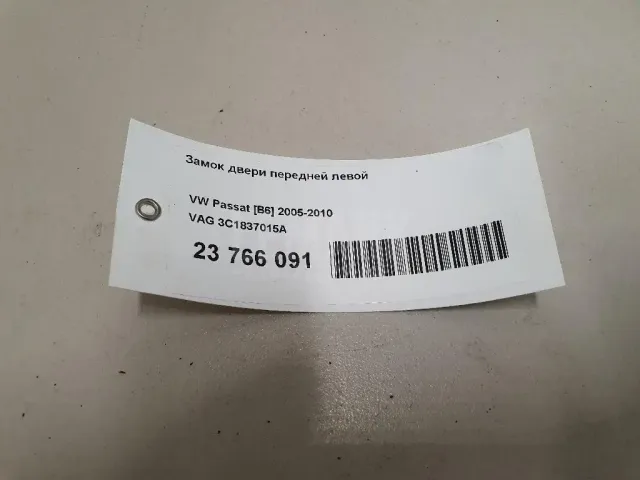 Замок двери передней левой
VW Passat [B6] 2005-2010
VAG 3C1837015A
23 766 091